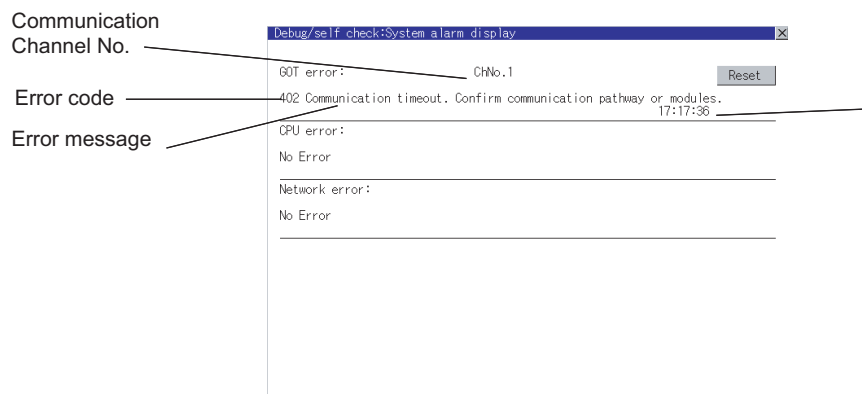 Communication
Channel No.
Error code
Error message
Debug/self check:System alarm display
GOT error: ChNo.1 Reset
402 Communication timeout. Confirm communication pathway or modules.
17:17:36
CPU error:
No Error
Network error:
No Error